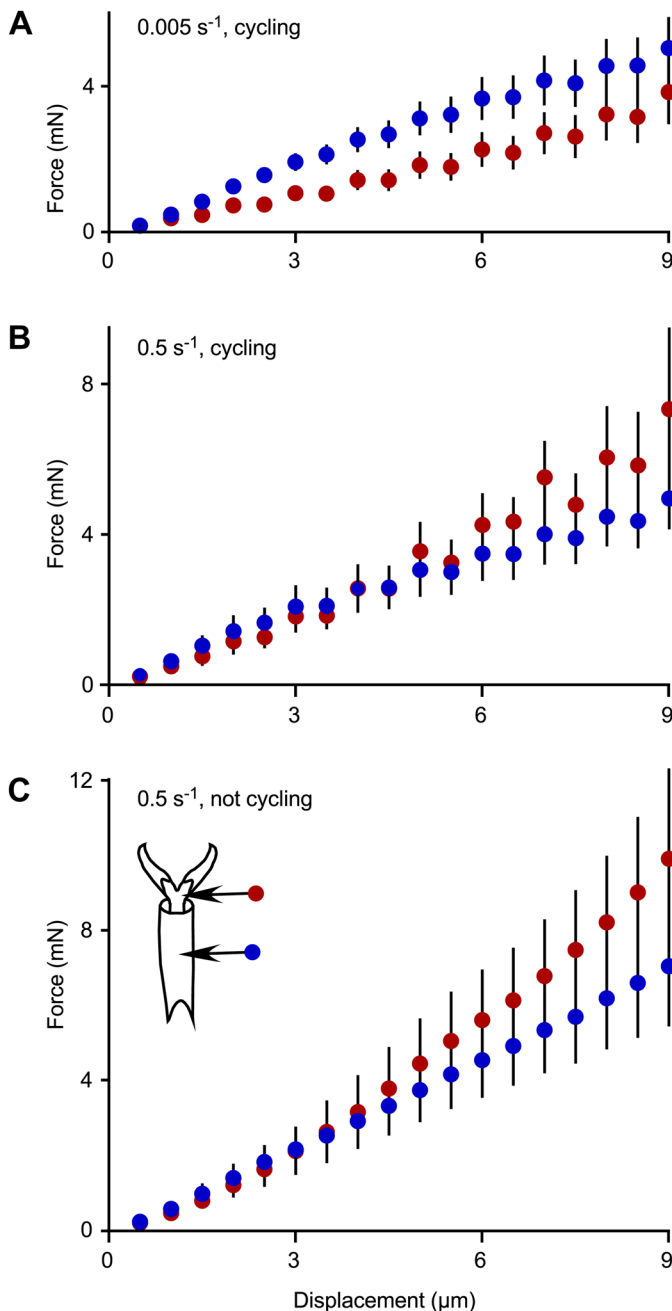 A
0.005 s⁻¹, cycling
4
Force (mN)
0
0 3 6 9
B
0.5 s⁻¹, cycling
8
Force (mN)
4
0
0 3 6 9
C
12
0.5 s⁻¹, not cycling
8
Force (mN)
4
0
0 3 6 9
Displacement (μm)